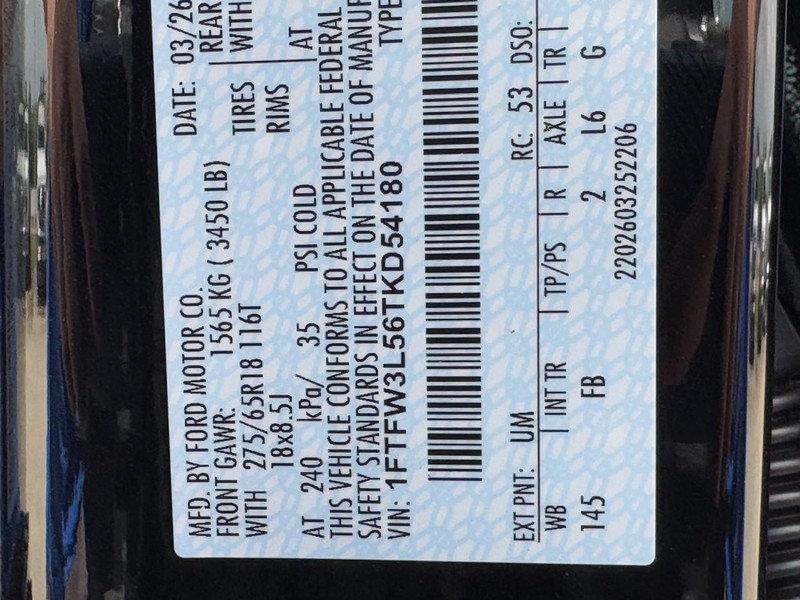 MFD. BY FORD MOTOR CO.
DATE: 03/26
FRONT GAWR: 1565 KG ( 3450 LB)
REAR
WITH 275/65R18 116T
TIRES
WITH
18x8.5J
RIMS
AT 240 kPa/ 35 PSI COLD
AT
THIS VEHICLE CONFORMS TO ALL APPLICABLE FEDERAL
SAFETY STANDARDS IN EFFECT ON THE DATE OF MANUF
VIN: 1FTFW3L56TKD54180
TYPE
EXT PNT: UM RC: 53 DSO:
WB | INT TR | TP/PS | R | AXLE | TR |
145 FB 2 L6 G
2202603252206